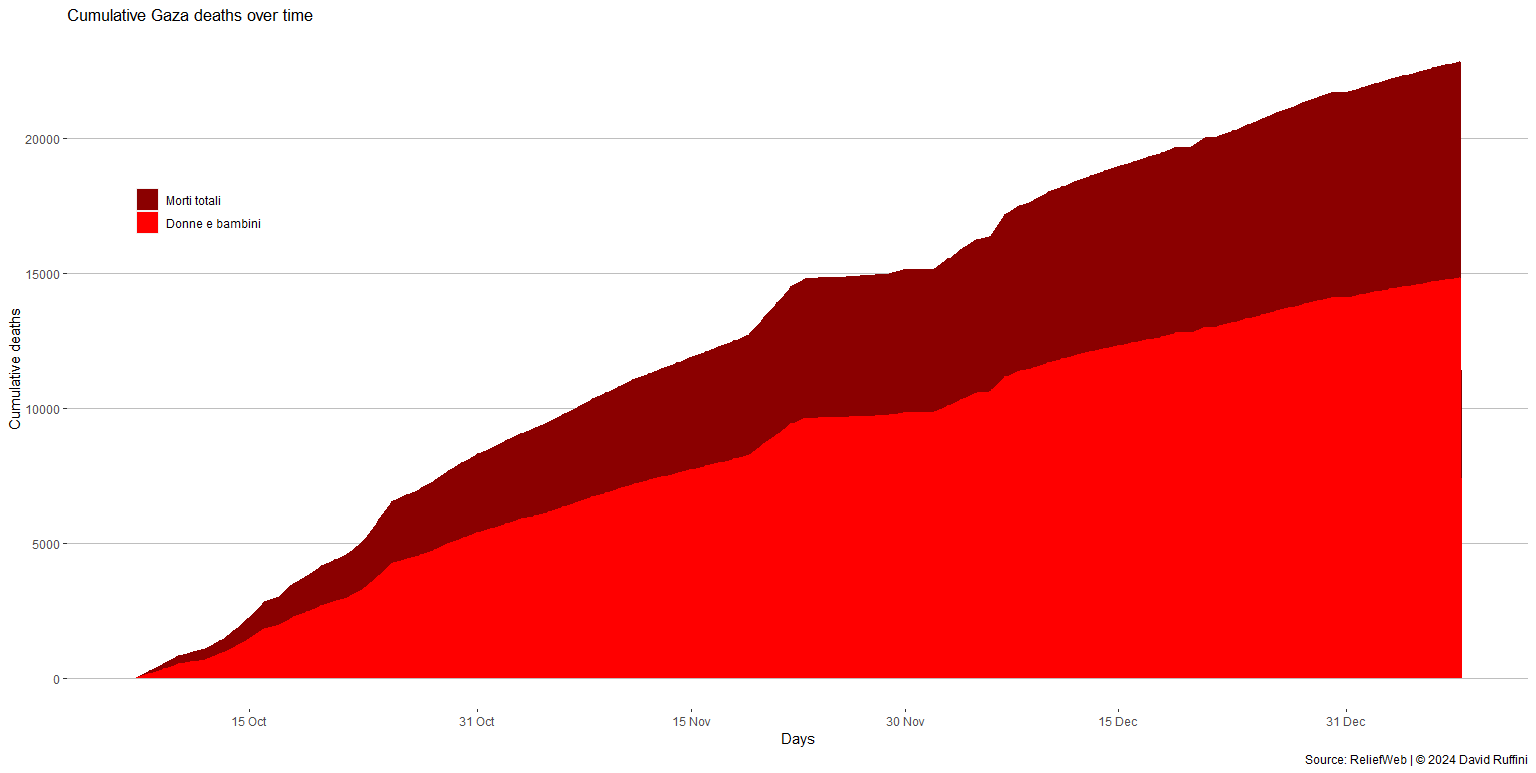 Cumulative Gaza deaths over time
Cumulative deaths
20000
15000
10000
5000
0
Morti totali
Donne e bambini
15 Oct
31 Oct
15 Nov
30 Nov
15 Dec
31 Dec
Days
Source: ReliefWeb | © 2024 David Ruffini